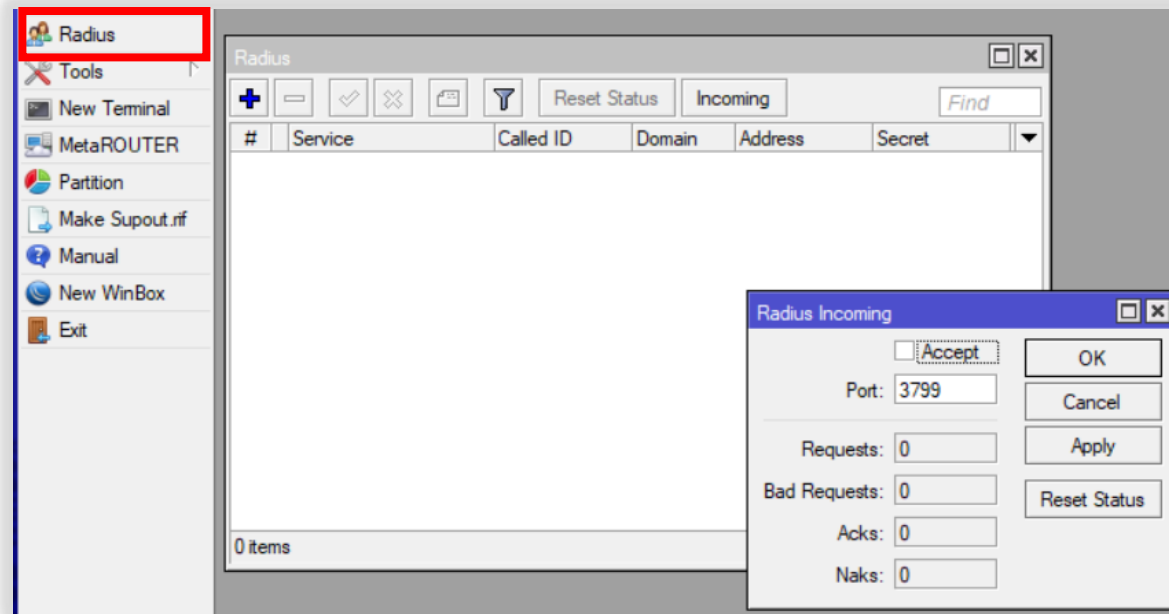 Radius
Tools
New Terminal
MetaROUTER
Partition
Make Supout.rif
Manual
New WinBox
Exit
Radius
Reset Status Incoming Find
# Service Called ID Domain Address Secret
0 items
Radius Incoming
Accept
Port: 3799
Requests: 0
Bad Requests: 0
Acks: 0
Naks: 0
OK
Cancel
Apply
Reset Status